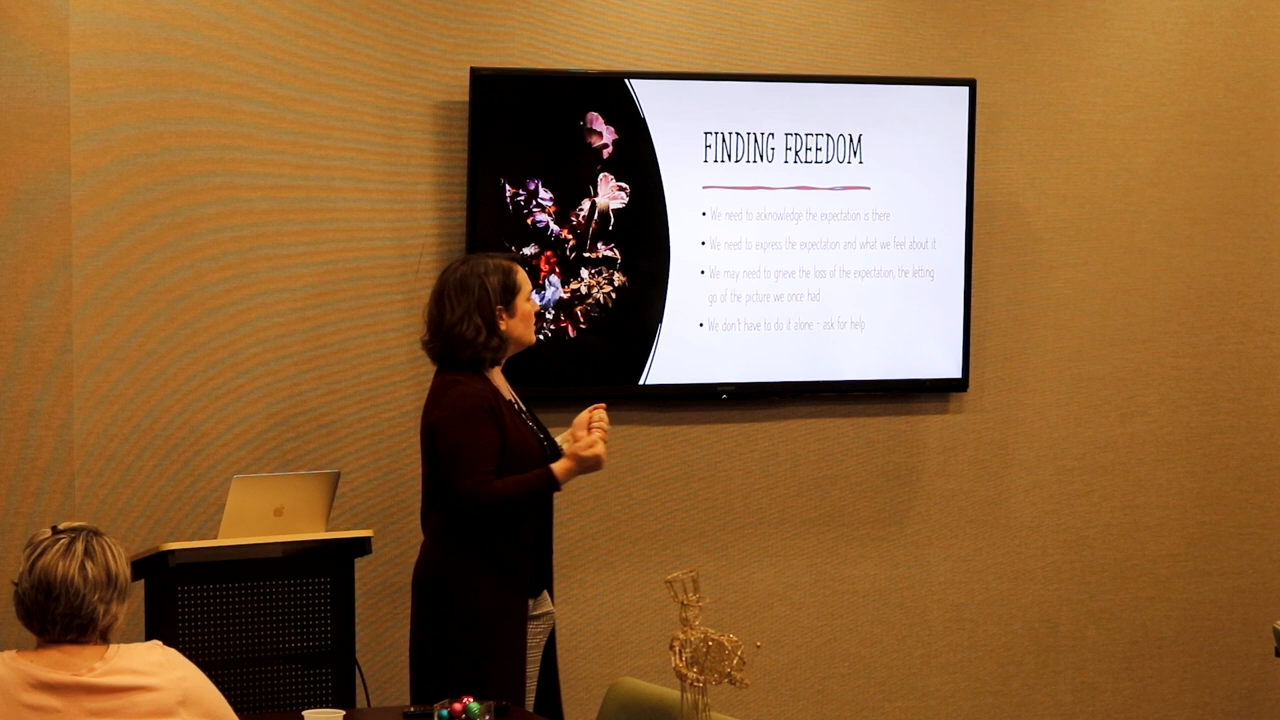 FINDING FREEDOM
• We need to acknowledge the expectation is there
• We need to express the expectation and what we feel about it
• We may need to grieve the loss of the expectation, the letting
go of the picture we once had
• We don't have to do it alone - ask for help